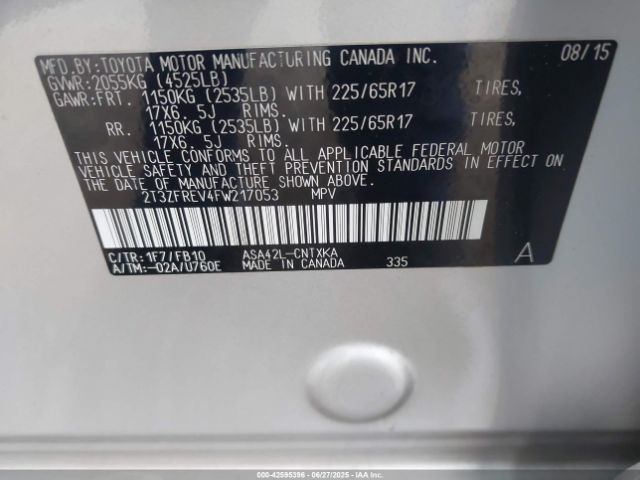 MFD.BY:TOYOTA MOTOR MANUFACTURING CANADA INC. 08/15
GVWR:2055KG (4525LB)
GAWR:FRT. 1150KG (2535LB) WITH 225/65R17 TIRES,
17X6. 5J RIMS.
RR. 1150KG (2535LB) WITH 225/65R17 TIRES,
17X6. 5J RIMS.
THIS VEHICLE CONFORMS TO ALL APPLICABLE FEDERAL MOTOR
VEHICLE SAFETY AND THEFT PREVENTION STANDARDS IN EFFECT ON
THE DATE OF MANUFACTURE SHOWN ABOVE.
2T3ZFREV4FW217053 MPV
C/TR:1F7/FB10 ASA42L-CNTXKA
A/TM:-02A/U760E MADE IN CANADA 335 A
000-42595396 - 06/27/2025 - IAAI.CA